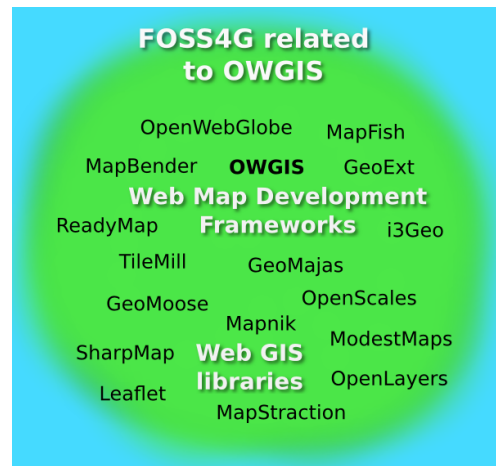 FOSS4G related
to OWGIS
OpenWebGlobe
MapFish
MapBender
OWGIS
GeoExt
Web Map Development
Frameworks
ReadyMap
i3Geo
TileMill
GeoMajas
GeoMoose
OpenScales
Mapnik
ModestMaps
SharpMap
Web GIS
libraries
Leaflet
OpenLayers
MapStraction